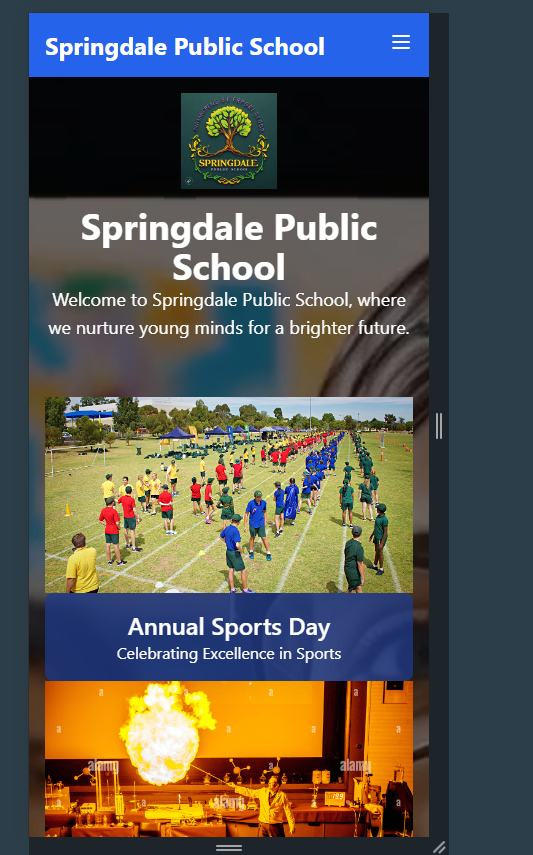 Springdale Public School
SPRINGDALE
PUBLIC SCHOOL
Springdale Public
School
Welcome to Springdale Public School, where
we nurture young minds for a brighter future.
Annual Sports Day
Celebrating Excellence in Sports
a a a a
a a
alamy alamy
a alamy a